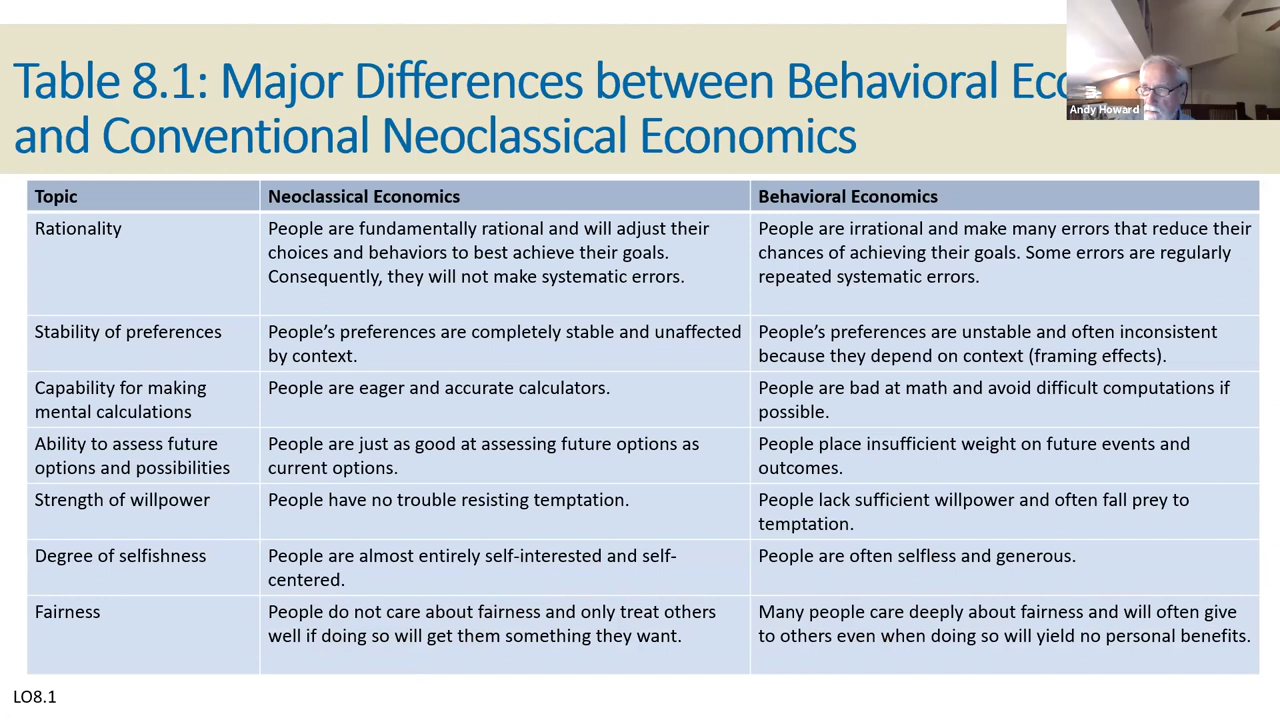 Table 8.1: Major Differences between Behavioral
and Conventional Neoclassical Economics
Andy Howard
Topic
Neoclassical Economics
Behavioral Economics
Rationality
People are fundamentally rational and will adjust their
choices and behaviors to best achieve their goals.
Consequently, they will not make systematic errors.
People are irrational and make many errors that reduce their
chances of achieving their goals. Some errors are regularly
repeated systematic errors.
Stability of preferences
People’s preferences are completely stable and unaffected
by context.
People’s preferences are unstable and often inconsistent
because they depend on context (framing effects).
Capability for making
mental calculations
People are eager and accurate calculators.
People are bad at math and avoid difficult computations if
possible.
Ability to assess future
options and possibilities
People are just as good at assessing future options as
current options.
People place insufficient weight on future events and
outcomes.
Strength of willpower
People have no trouble resisting temptation.
People lack sufficient willpower and often fall prey to
temptation.
Degree of selfishness
People are almost entirely self-interested and self-
centered.
People are often selfless and generous.
Fairness
People do not care about fairness and only treat others
well if doing so will get them something they want.
Many people care deeply about fairness and will often give
to others even when doing so will yield no personal benefits.
LO8.1